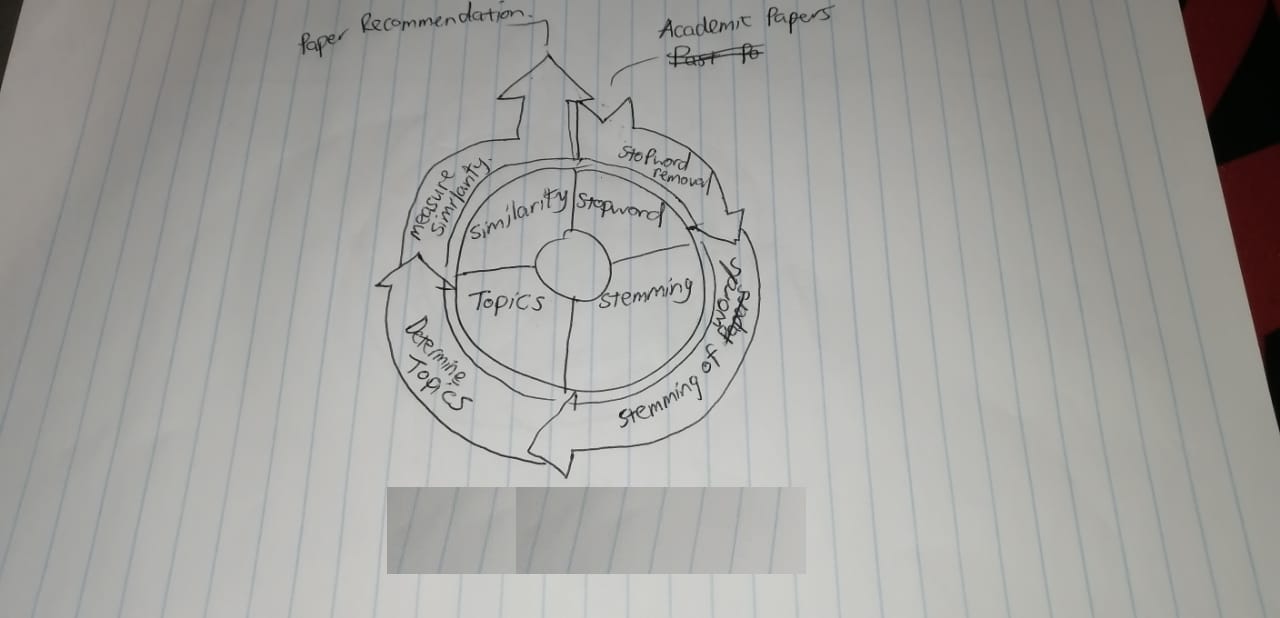 Paper Recommendation.
Academic Papers
Past Pa
Stopword
removal
Measure
similarity.
Similarity
Stopword
Topics
Stemming
Determine
Topics
Stemming of
words